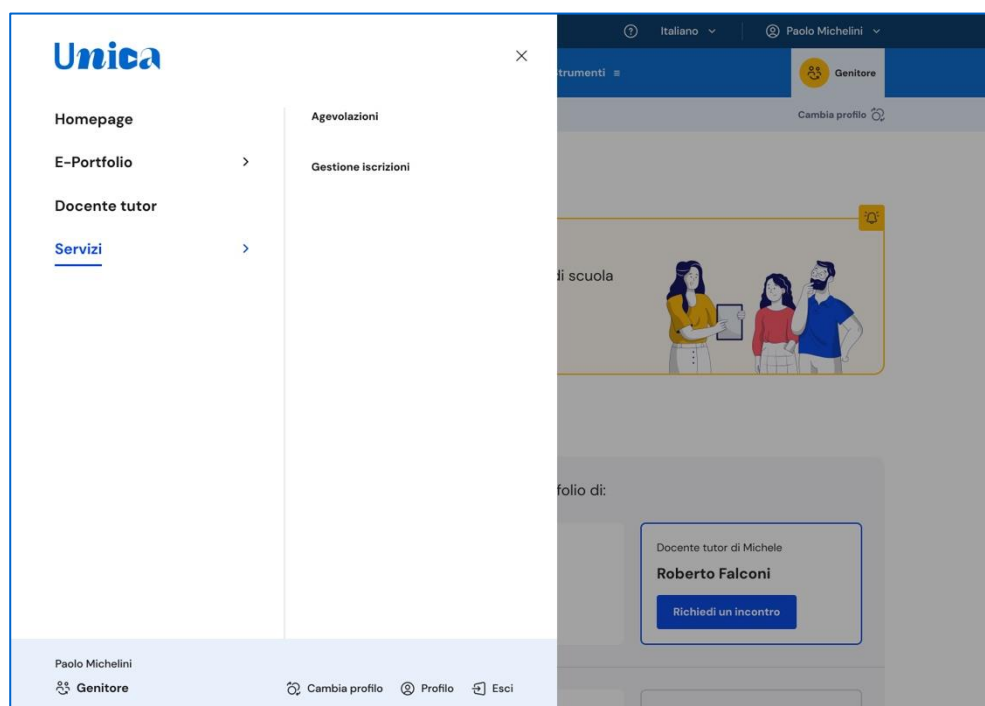 Unica
Italiano
Paolo Michelini
Genitore
Cambia profilo
Homepage
E-Portfolio
Docente tutor
Servizi
Agevolazioni
Gestione iscrizioni
di scuola
folio di:
Docente tutor di Michele
Roberto Falconi
Richiedi un incontro
Paolo Michelini
Genitore
Cambia profilo
Profilo
Esci